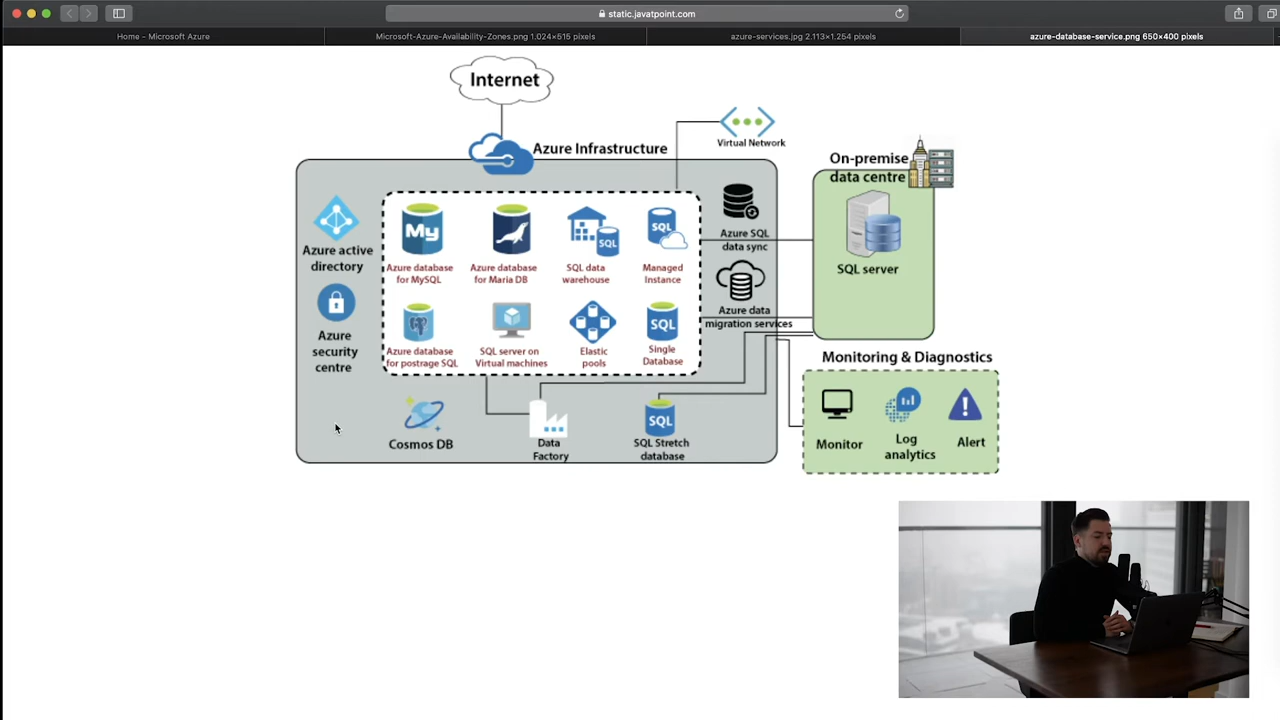 static.javatpoint.com
Home – Microsoft Azure
Microsoft-Azure-Availability-Zones.png 1.024×515 pixels
azure-services.jpg 2.113×1.254 pixels
azure-database-service.png 650×400 pixels
Internet
Azure Infrastructure
Virtual Network
On-premise
data centre
Azure active
directory
Azure
security
centre
My
Azure database
for MySQL
Azure database
for Maria DB
SQL
SQL data
warehouse
SQL
Managed
Instance
Azure database
for postrage SQL
SQL server on
Virtual machines
Elastic
pools
SQL
Single
Database
Azure SQL
data sync
Azure data
migration services
SQL server
Cosmos DB
Data
Factory
SQL
SQL Stretch
database
Monitoring & Diagnostics
Monitor
Log
analytics
Alert